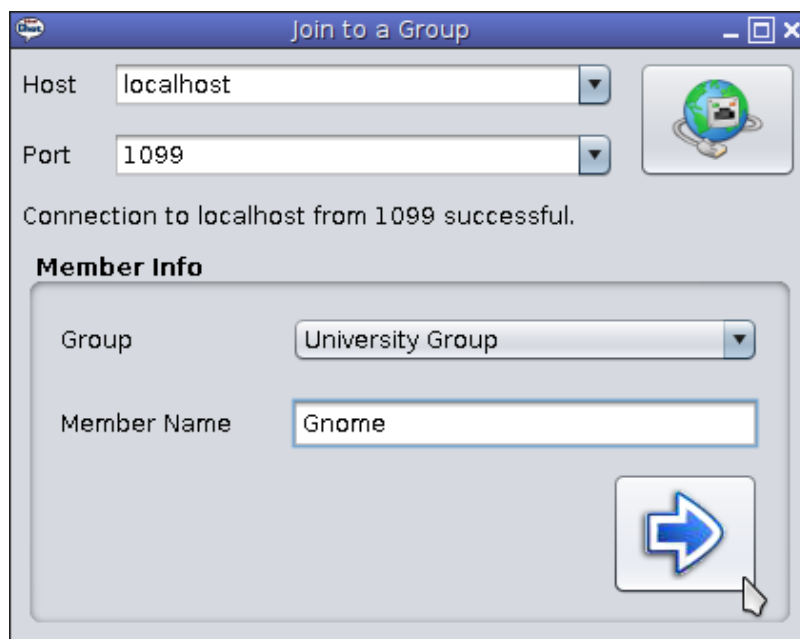 Join to a Group
Host localhost
Port 1099
Connection to localhost from 1099 successful.
Member Info
Group University Group
Member Name Gnome